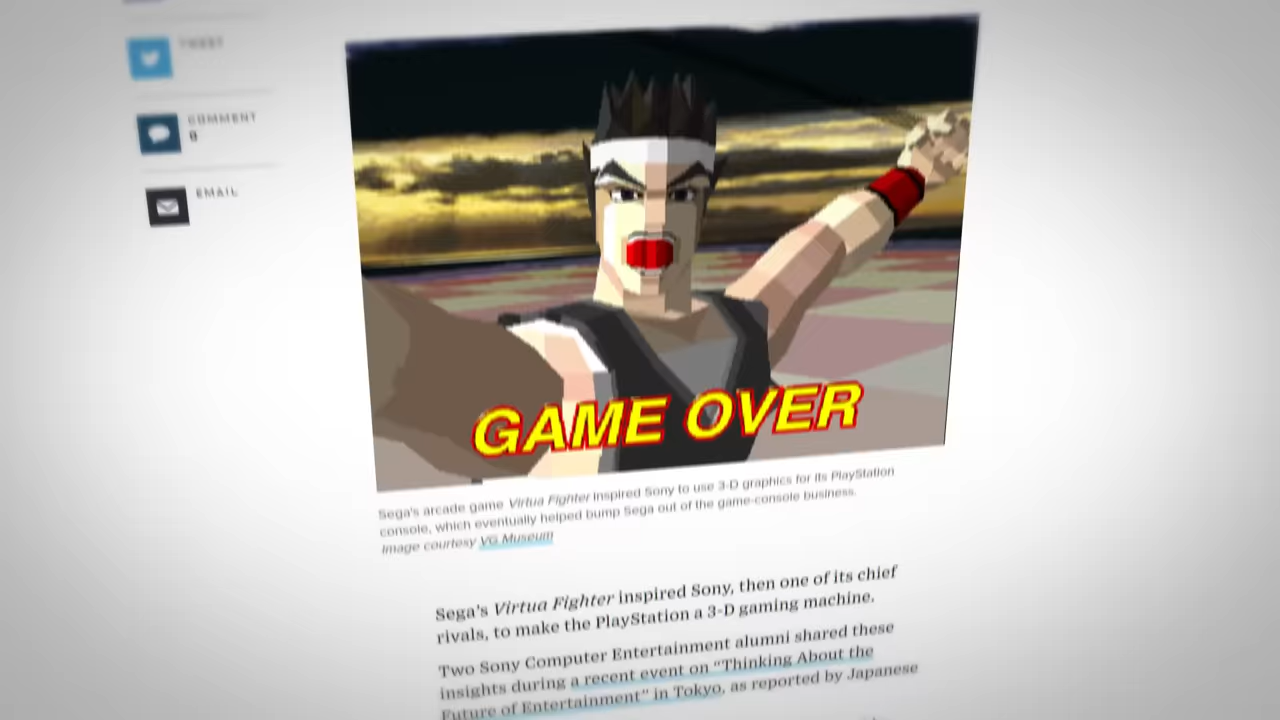 TWEET
COMMENT
0
EMAIL
GAME OVER
Sega's arcade game Virtua Fighter inspired Sony to use 3-D graphics for its PlayStation
console, which eventually helped bump Sega out of the game-console business.
Image courtesy VG Museum
Sega's Virtua Fighter inspired Sony, then one of its chief
rivals, to make the PlayStation a 3-D gaming machine.
Two Sony Computer Entertainment alumni shared these
insights during a recent event on “Thinking About the
Future of Entertainment” in Tokyo, as reported by Japanese